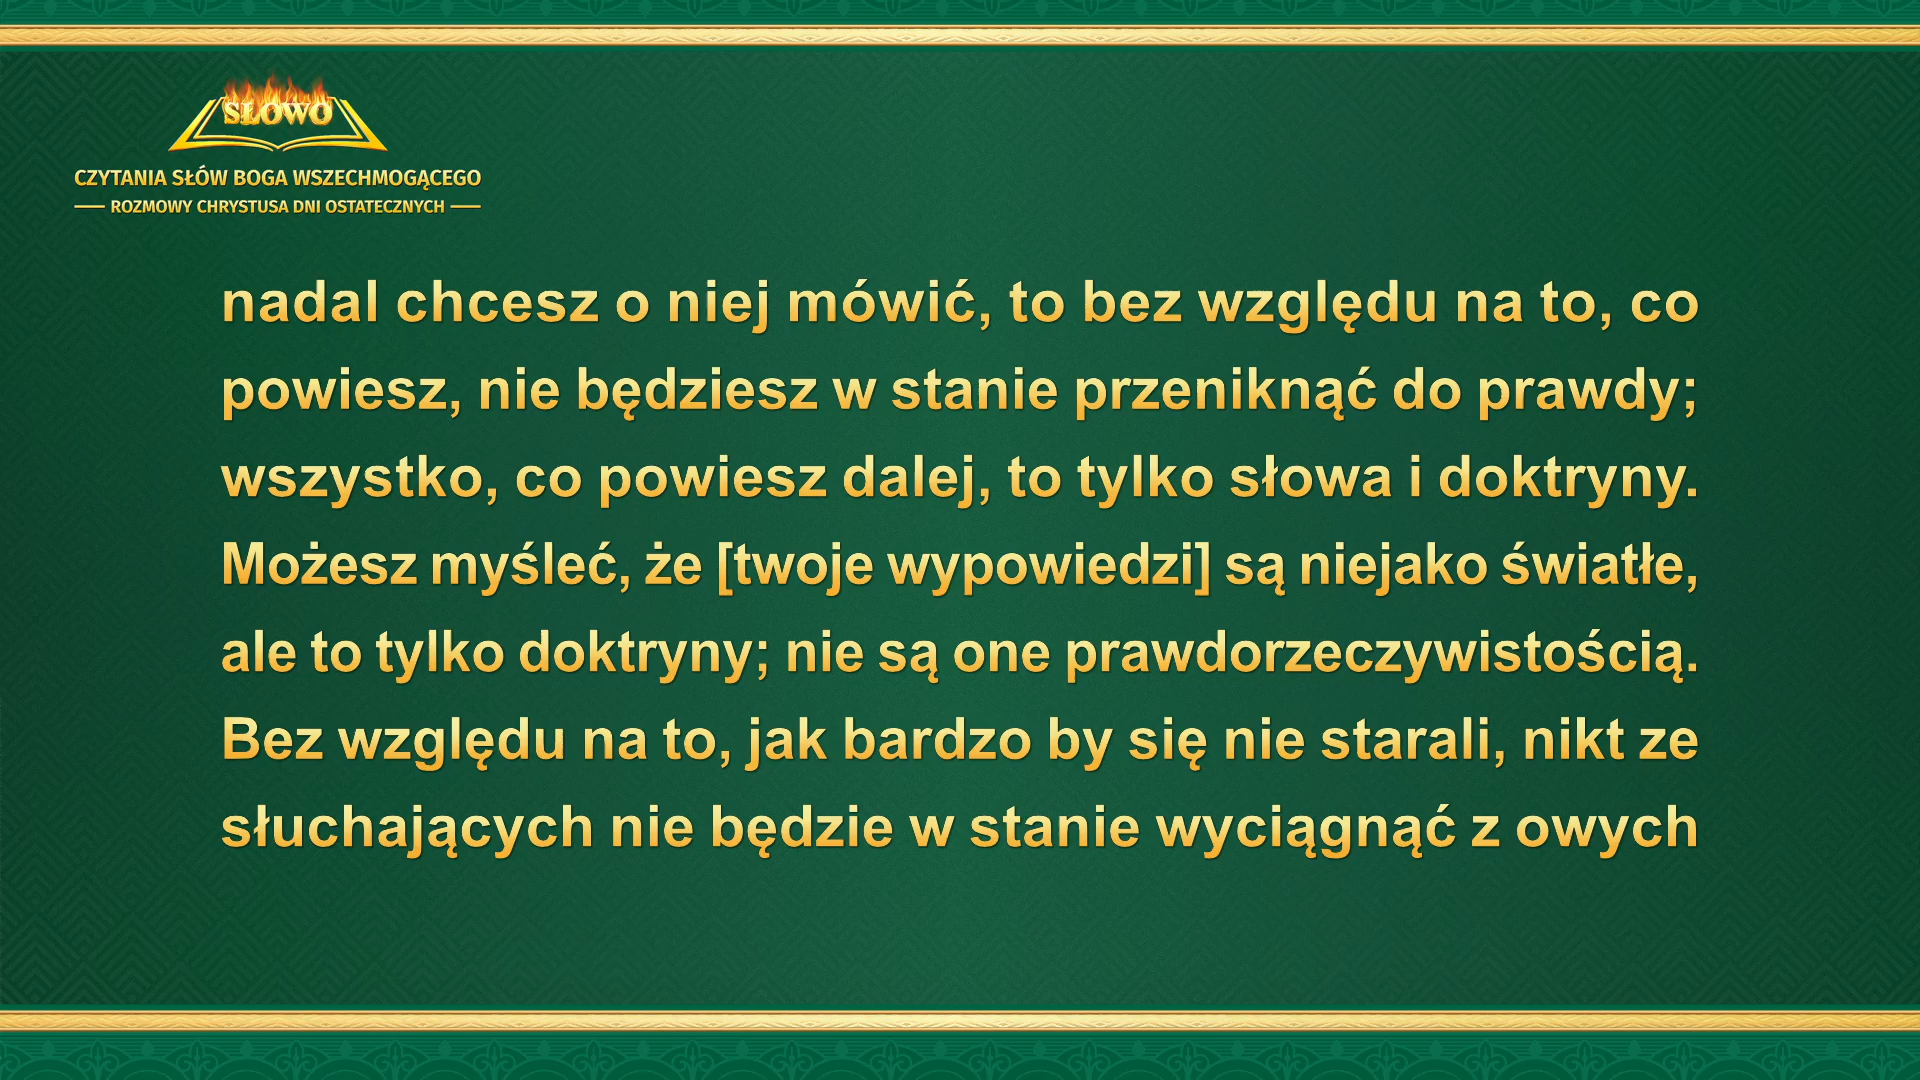 SŁOWO
CZYTANIA SŁÓW BOGA WSZECHMOGĄCEGO
ROZMOWY CHRYSTUSA DNI OSTATECZNYCH
nadal chcesz o niej mówić, to bez względu na to, co
powiesz, nie będziesz w stanie przeniknąć do prawdy;
wszystko, co powiesz dalej, to tylko słowa i doktryny.
Możesz myśleć, że [twoje wypowiedzi] są niejako światłe,
ale to tylko doktryny; nie są one prawdorzeczywistością.
Bez względu na to, jak bardzo by się nie starali, nikt ze
słuchających nie będzie w stanie wyciągnąć z owych